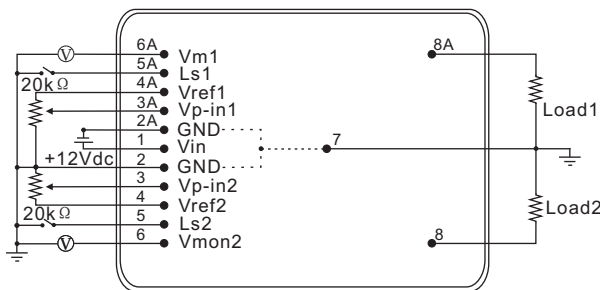 6A Vm1
5A Ls1
20kΩ
4A Vref1
3A Vp-in1
2A GND
1 Vin
+12Vdc
2 GND
3 Vp-in2
4 Vref2
20kΩ
5 Ls2
6 Vmon2
V
V
7
8A
8
Load1
Load2